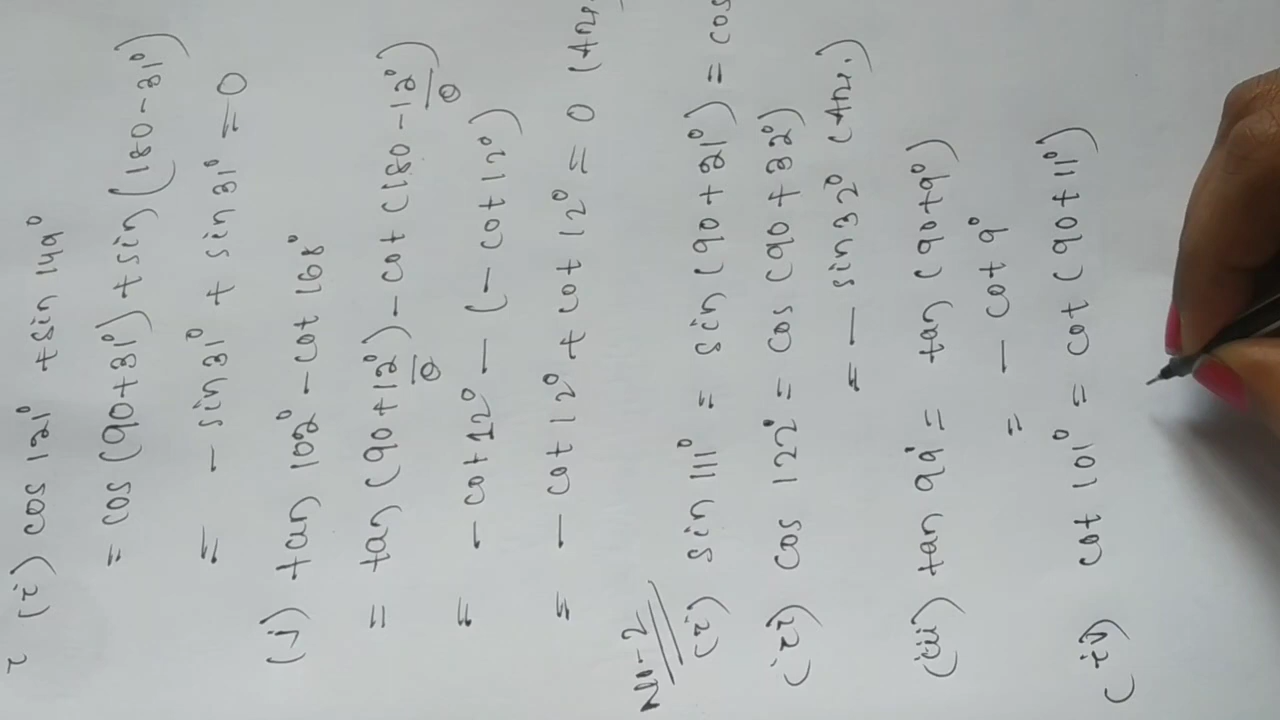 (i) cos 121° + sin 149°
= cos (90+31°) + sin (180-31°)
= - sin 31° + sin 31° = 0
(j) tan 102° - cot 168°
= tan (90+12°) - cot (180-12°)
θ θ
= - cot 12° - (- cot 12°)
= - cot 12° + cot 12° = 0 (Ans.
No-2
(i) sin 111° = sin (90+21°) = cos
(ii) cos 122° = cos (90+32°)
= - sin 32° (Ans.)
(iii) tan 99° = tan (90+9°)
= - cot 9°
(iv) cot 101° = cot (90+11°)